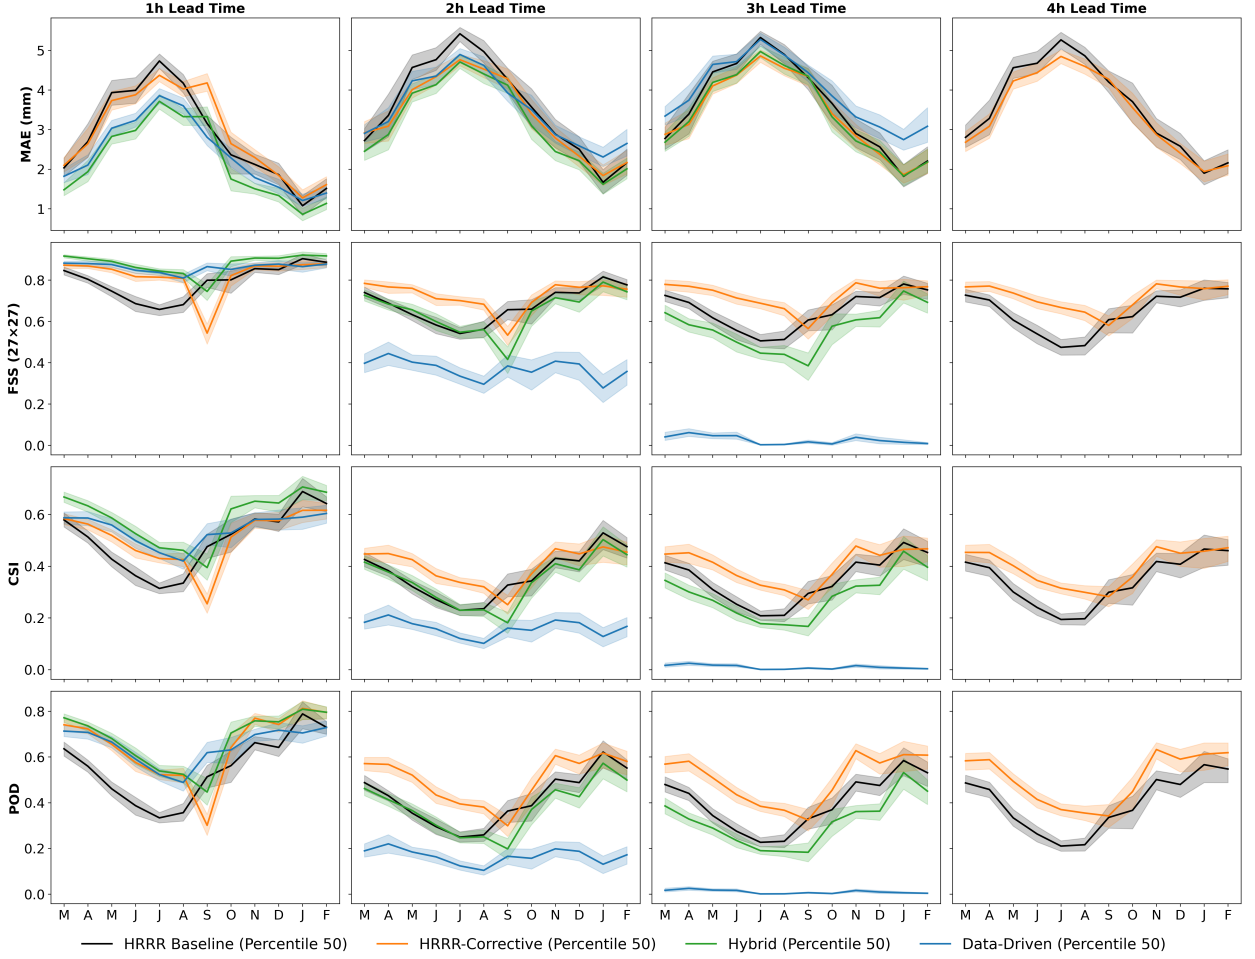 1h Lead Time
2h Lead Time
3h Lead Time
4h Lead Time
MAE (mm)
5
4
3
2
1
FSS (27×27)
0.8
0.6
0.4
0.2
0.0
CSI
0.6
0.4
0.2
0.0
POD
0.8
0.6
0.4
0.2
0.0
M A M J J A S O N D J F
M A M J J A S O N D J F
M A M J J A S O N D J F
M A M J J A S O N D J F
HRRR Baseline (Percentile 50)
HRRR-Corrective (Percentile 50)
Hybrid (Percentile 50)
Data-Driven (Percentile 50)